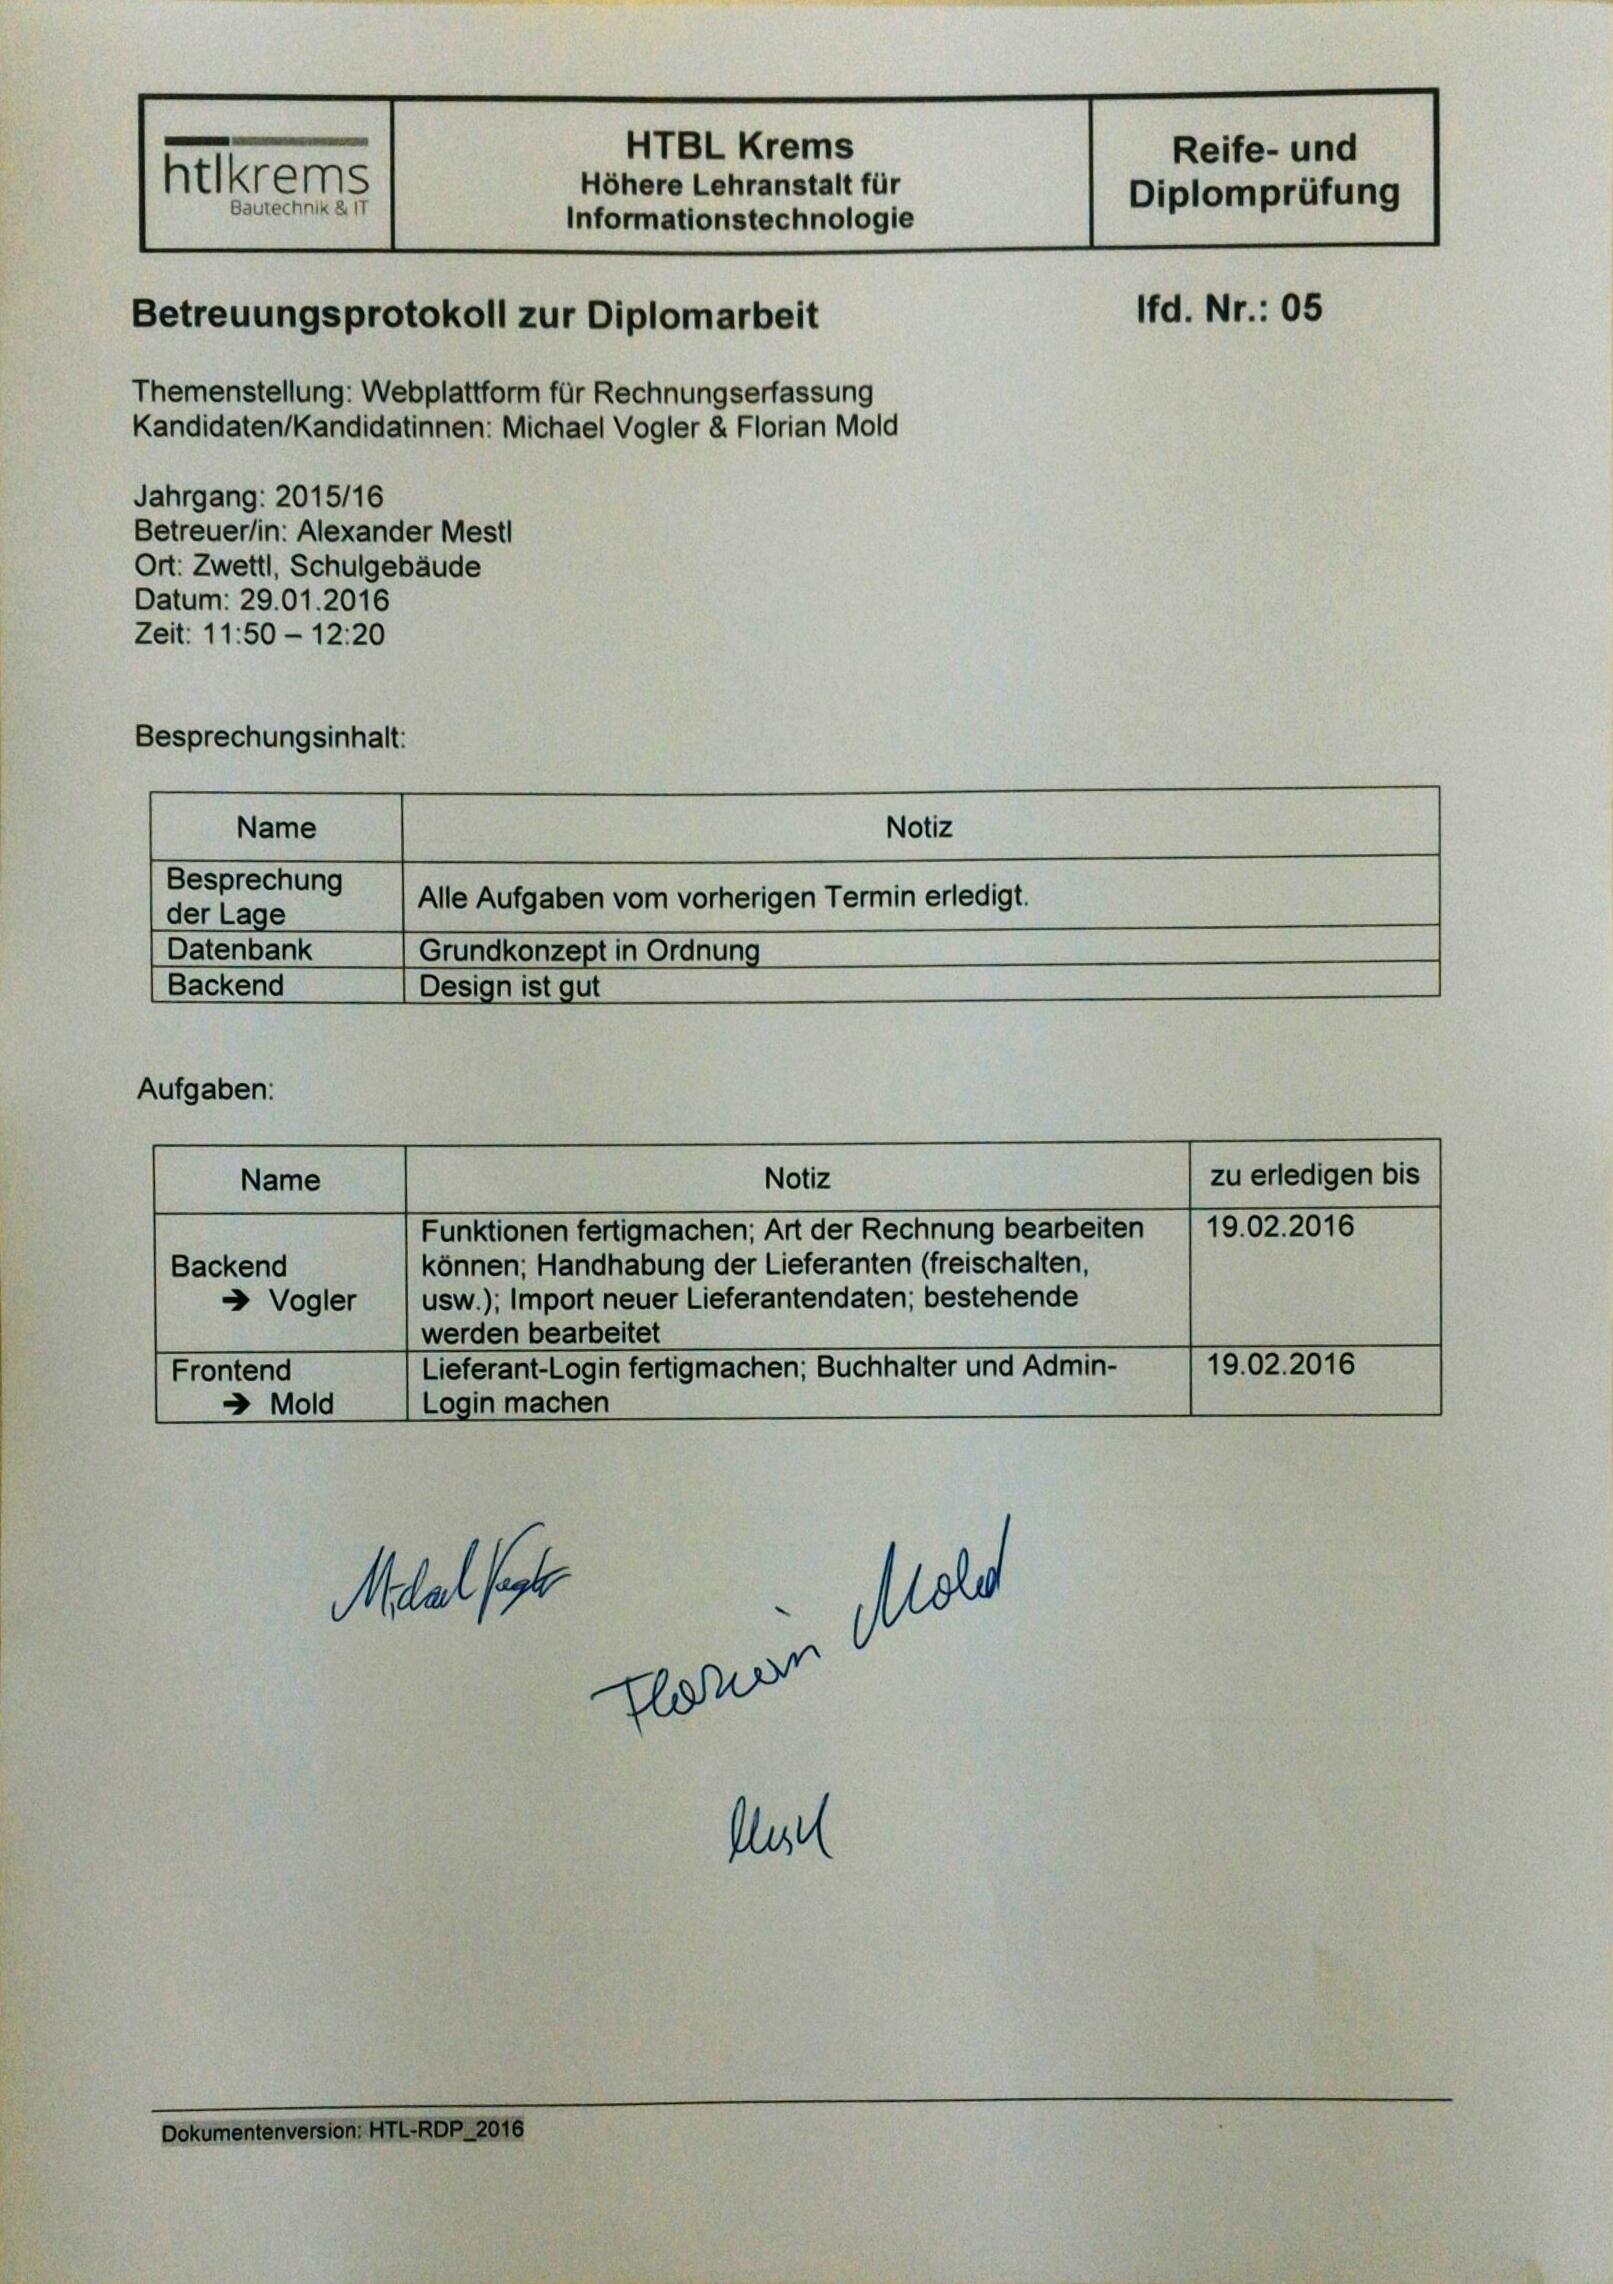 htlkrems
Bautechnik & IT
HTBL Krems
Höhere Lehranstalt für
Informationstechnologie
Reife- und
Diplomprüfung
Betreuungsprotokoll zur Diplomarbeit
lfd. Nr.: 05
Themenstellung: Webplattform für Rechnungserfassung
Kandidaten/Kandidatinnen: Michael Vogler & Florian Mold
Jahrgang: 2015/16
Betreuer/in: Alexander Mestl
Ort: Zwettl, Schulgebäude
Datum: 29.01.2016
Zeit: 11:50 – 12:20
Besprechungsinhalt:
Name
Notiz
Besprechung
der Lage
Alle Aufgaben vom vorherigen Termin erledigt.
Datenbank
Grundkonzept in Ordnung
Backend
Design ist gut
Aufgaben:
Name
Notiz
zu erledigen bis
Backend
➔ Vogler
Funktionen fertigmachen; Art der Rechnung bearbeiten
können; Handhabung der Lieferanten (freischalten,
usw.); Import neuer Lieferantendaten; bestehende
werden bearbeitet
19.02.2016
Frontend
➔ Mold
Lieferant-Login fertigmachen; Buchhalter und Admin-
Login machen
19.02.2016
Michael Vogler
Florian Mold
Mestl
Dokumentenversion: HTL-RDP_2016